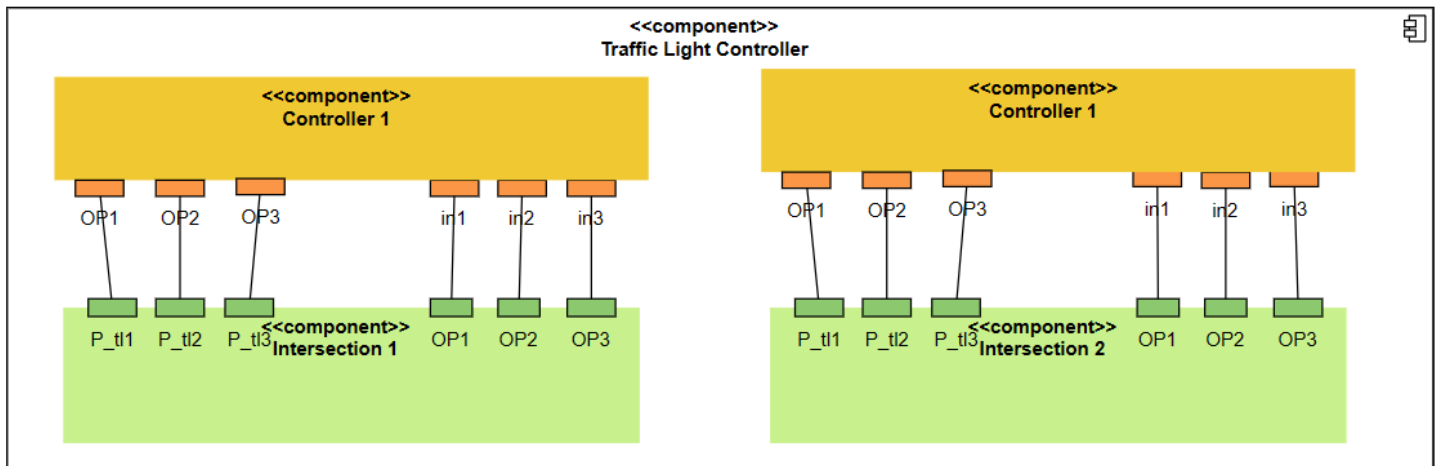 <<component>>
Traffic Light Controller
<<component>>
Controller 1
OP1 OP2 OP3 in1 in2 in3
P_tl1 P_tl2 P_tl3 OP1 OP2 OP3
<<component>>
Intersection 1
<<component>>
Controller 1
OP1 OP2 OP3 in1 in2 in3
P_tl1 P_tl2 P_tl3 OP1 OP2 OP3
<<component>>
Intersection 2